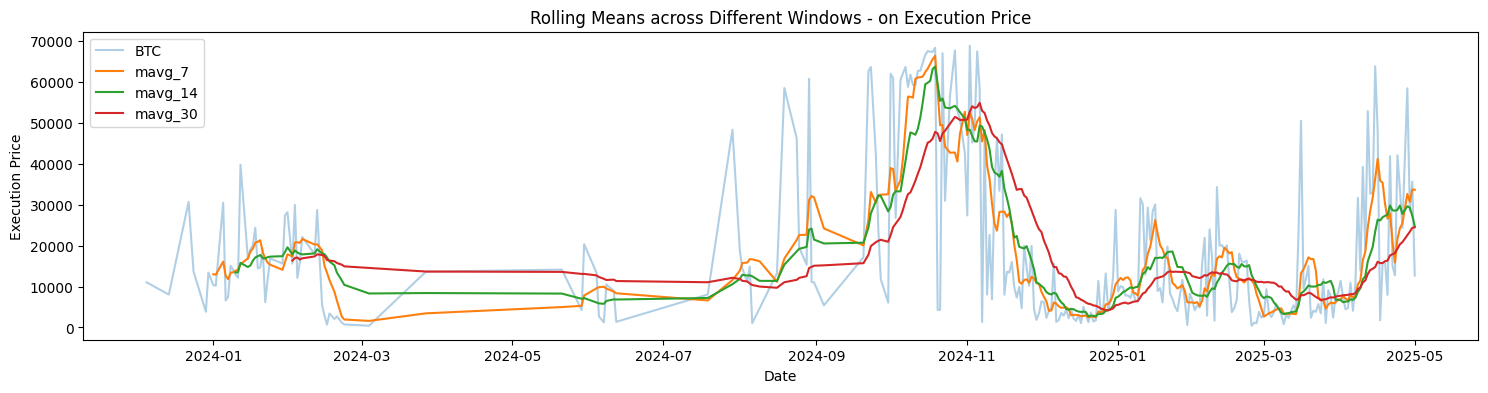 Rolling Means across Different Windows - on Execution Price
BTC
mavg_7
mavg_14
mavg_30
Execution Price
70000
60000
50000
40000
30000
20000
10000
0
2024-01
2024-03
2024-05
2024-07
2024-09
2024-11
2025-01
2025-03
2025-05
Date